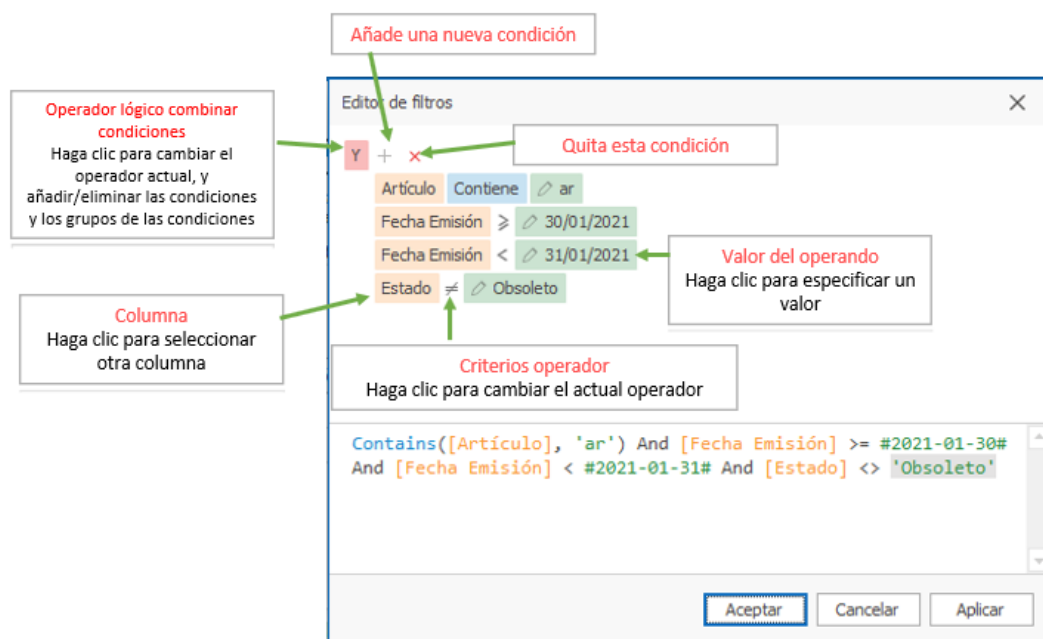 Añade una nueva condición
Editor de filtros
Operador lógico combinar
condiciones
Haga clic para cambiar el
operador actual, y
añadir/eliminar las condiciones
y los grupos de las condiciones
Y
Quita esta condición
Artículo Contiene ar
Fecha Emisión ≥ 30/01/2021
Fecha Emisión < 31/01/2021
Estado ≠ Obsoleto
Valor del operando
Haga clic para especificar un
valor
Columna
Haga clic para seleccionar
otra columna
Criterios operador
Haga clic para cambiar el actual operador
Contains([Artículo], 'ar') And [Fecha Emisión] >= #2021-01-30#
And [Fecha Emisión] < #2021-01-31# And [Estado] <> 'Obsoleto'
Aceptar Cancelar Aplicar